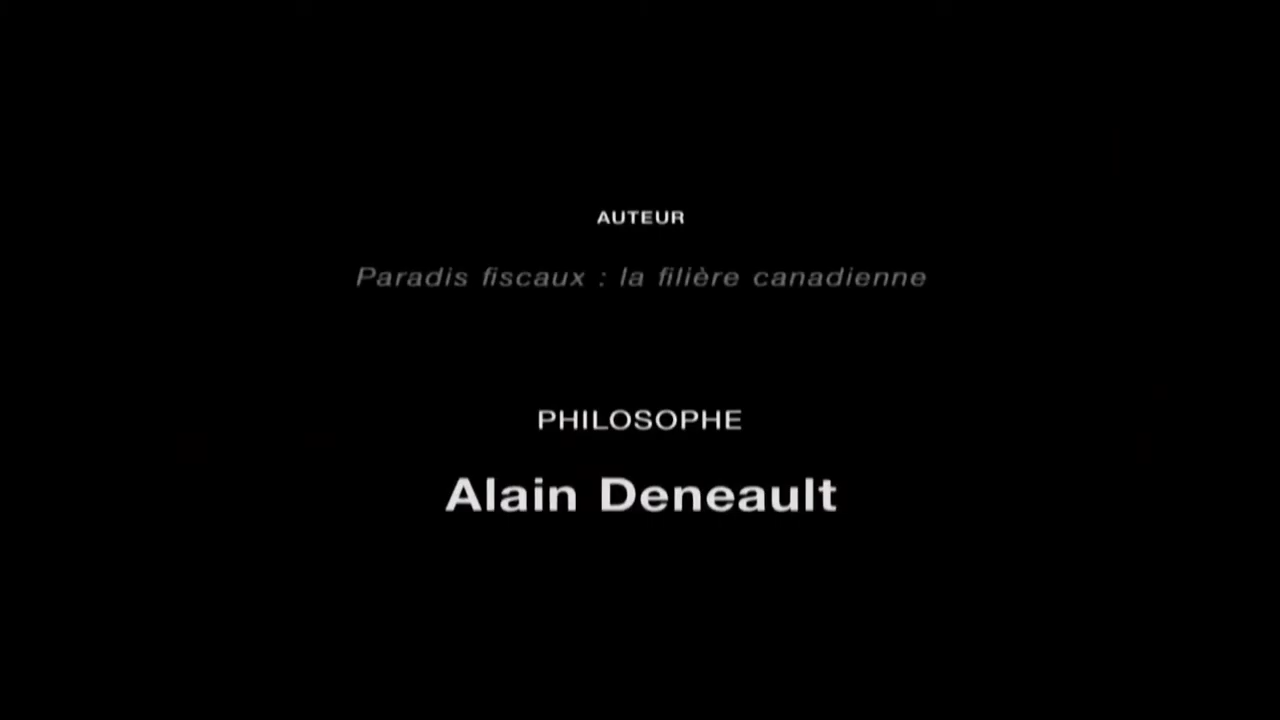 AUTEUR
Paradis fiscaux : la filière canadienne
PHILOSOPHE
Alain Deneault